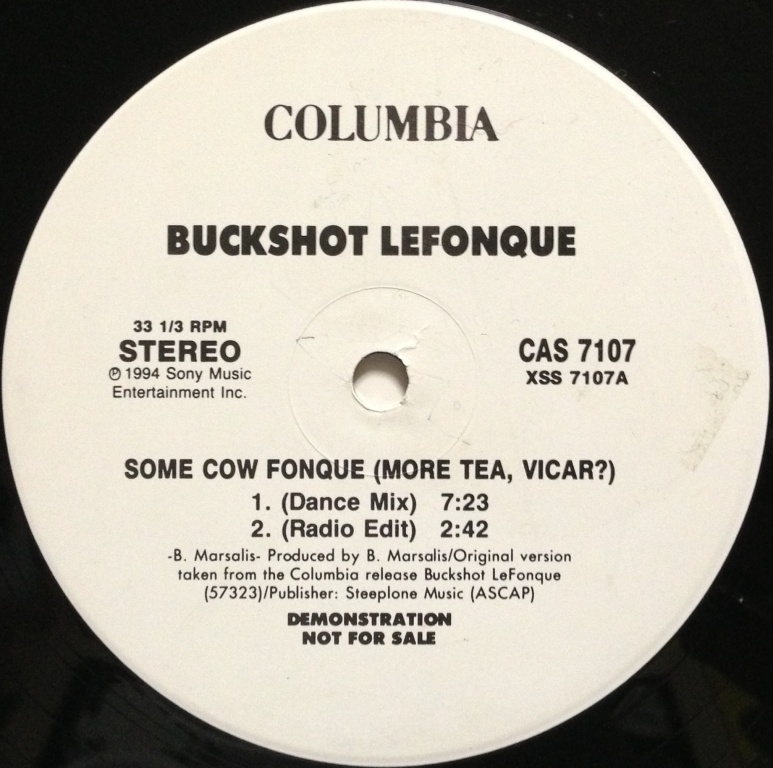 COLUMBIA
BUCKSHOT LEFONQUE
33 1/3 RPM
STEREO
℗ 1994 Sony Music
Entertainment Inc.
CAS 7107
XSS 7107A
SOME COW FONQUE (MORE TEA, VICAR?)
1. (Dance Mix) 7:23
2. (Radio Edit) 2:42
-B. Marsalis- Produced by B. Marsalis/Original version
taken from the Columbia release Buckshot LeFonque
(57323)/Publisher: Steeplone Music (ASCAP)
DEMONSTRATION
NOT FOR SALE